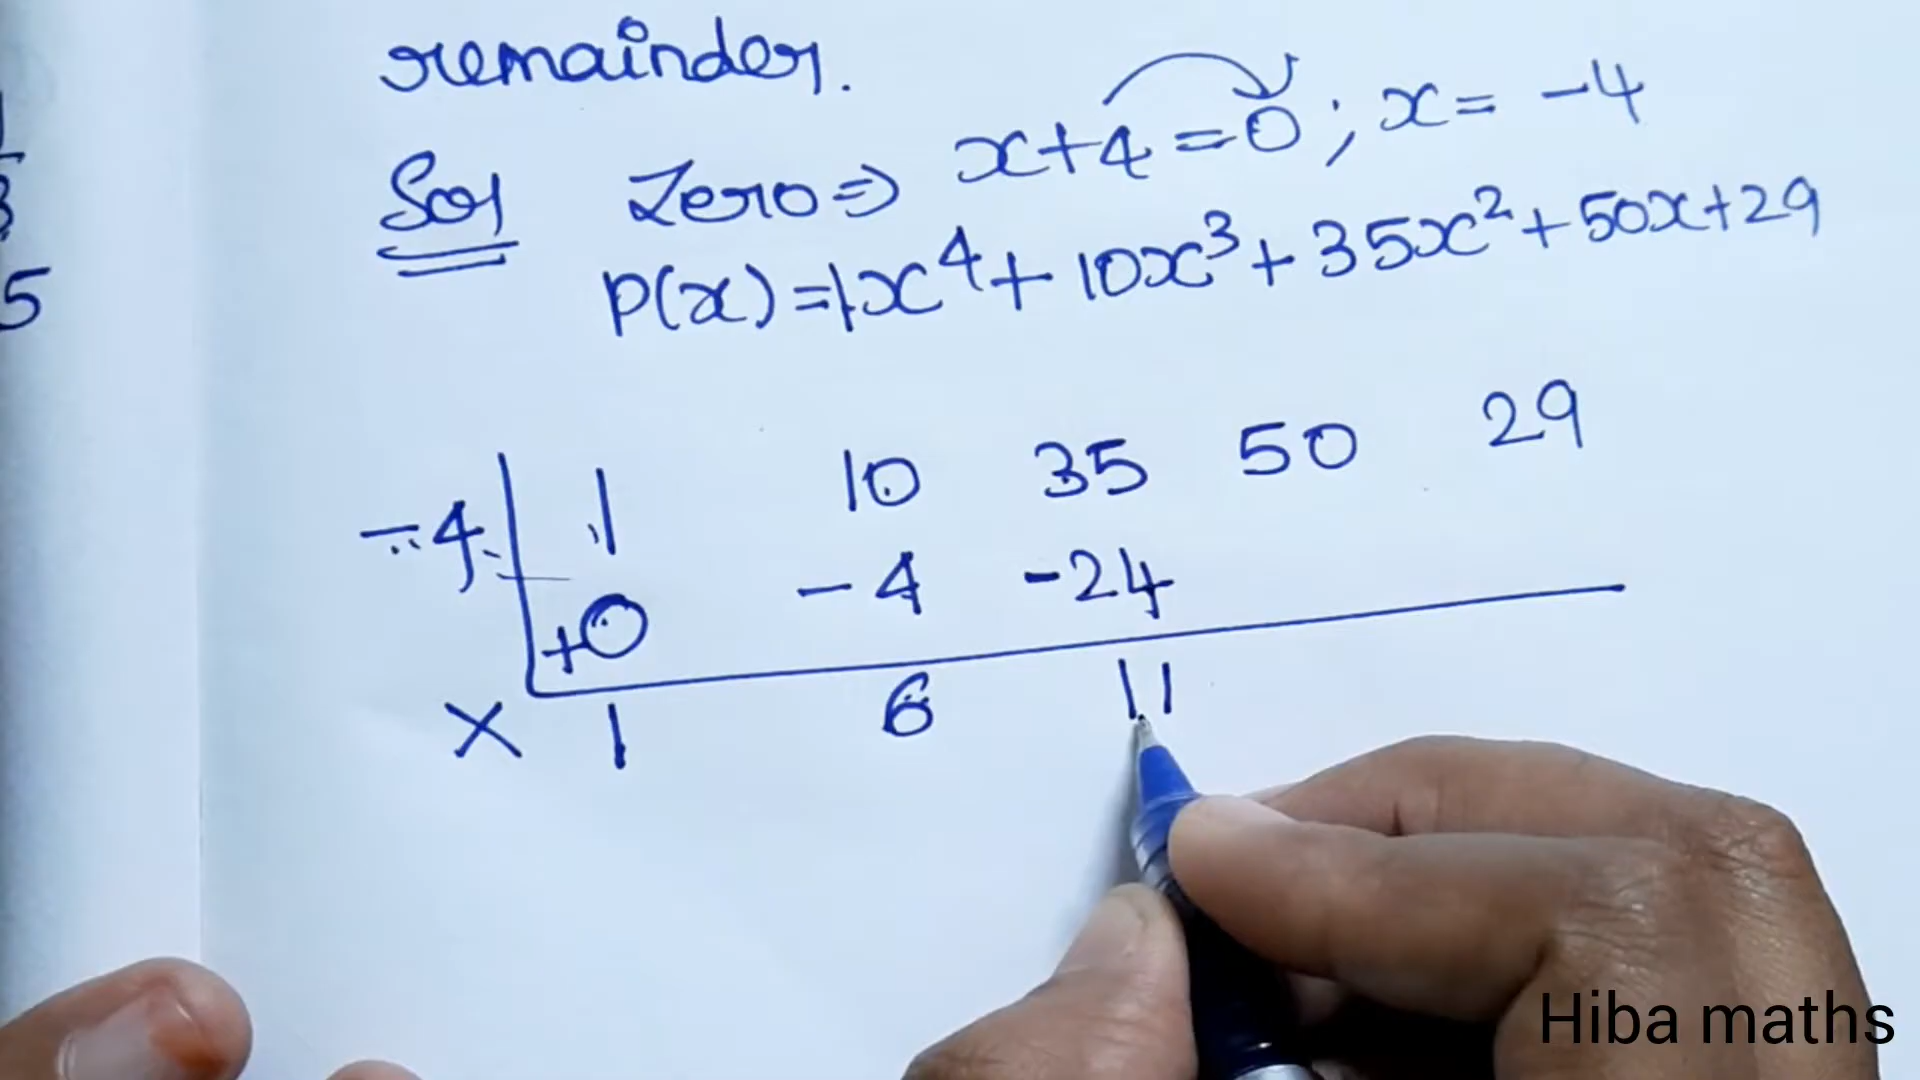 remainder.
Sol Zero ⇒ x+4=0 ; x= -4
P(x)=1x⁴+ 10x³+ 35x²+50x+29
-4 1 10 35 50 29
+0 -4 -24
× 1 6 11
5
Hiba maths